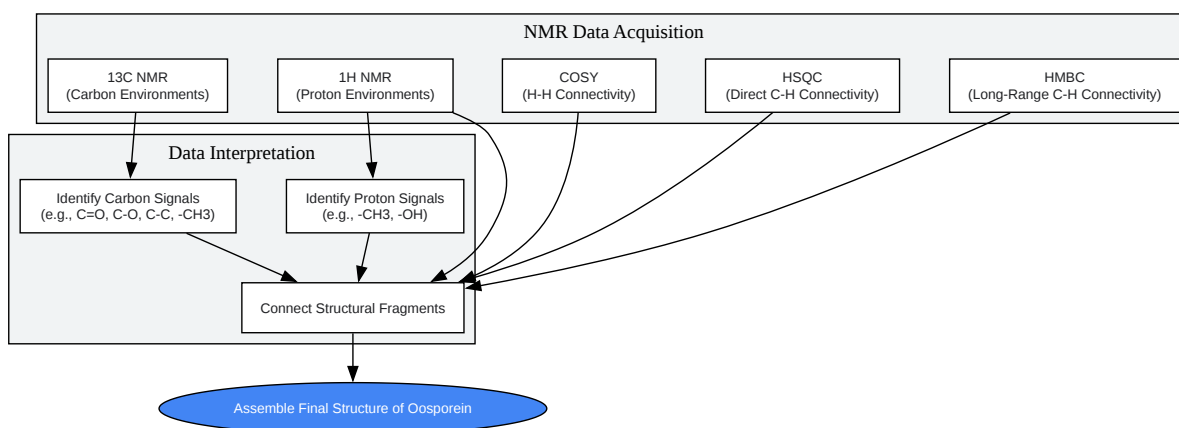 NMR Data Acquisition
13C NMR
(Carbon Environments)
1H NMR
(Proton Environments)
COSY
(H-H Connectivity)
HSQC
(Direct C-H Connectivity)
HMBC
(Long-Range C-H Connectivity)
Data Interpretation
Identify Carbon Signals
(e.g., C=O, C-O, C-C, -CH3)
Identify Proton Signals
(e.g., -CH3, -OH)
Connect Structural Fragments
Assemble Final Structure of Oosporein